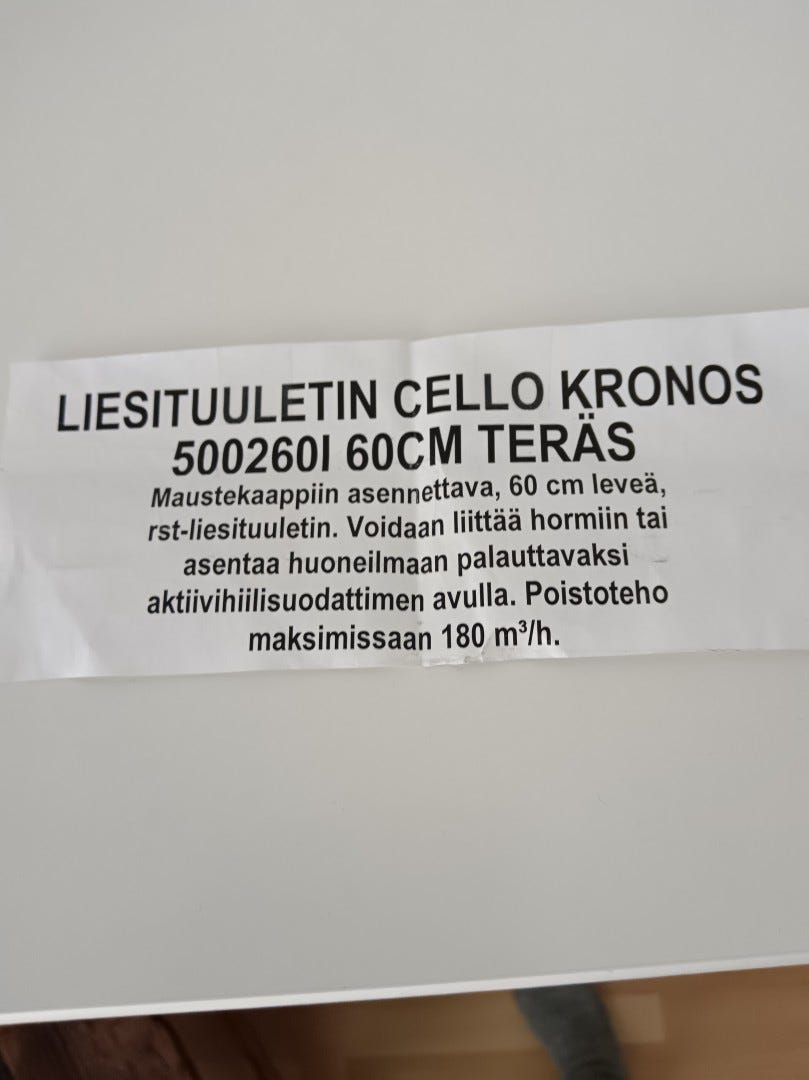 LIESITUULETIN CELLO KRONOS
500260I 60CM TERÄS
Maustekaappiin asennettava, 60 cm leveä,
rst-liesituuletin. Voidaan liittää hormiin tai
asentaa huoneilmaan palauttavaksi
aktiivihiilisuodattimen avulla. Poistoteho
maksimissaan 180 m³/h.